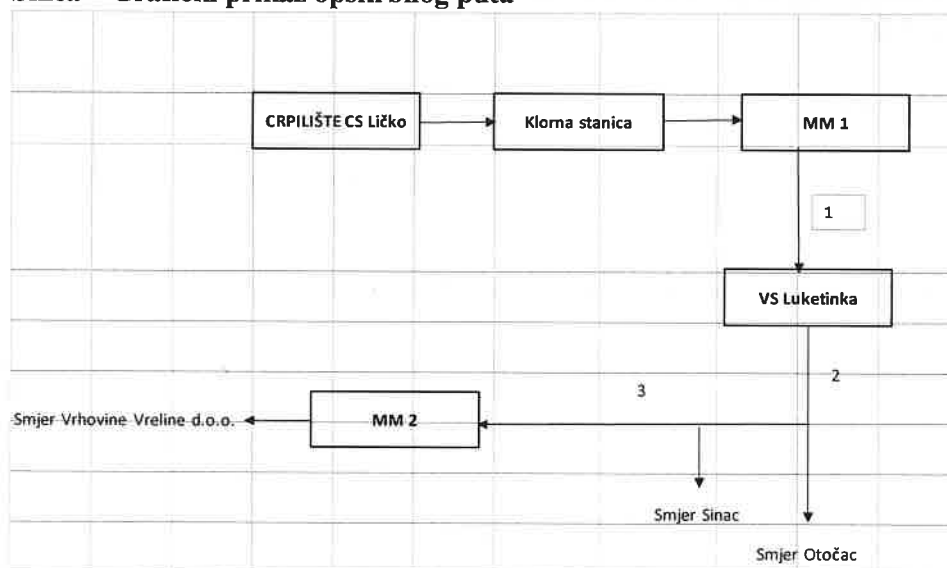 CRPILIŠTE CS Ličko
Klorna stanica
MM 1
1
VS Luketinka
2
3
MM 2
Smjer Vrhovine Vreline d.o.o.
Smjer Sinac
Smjer Otočac